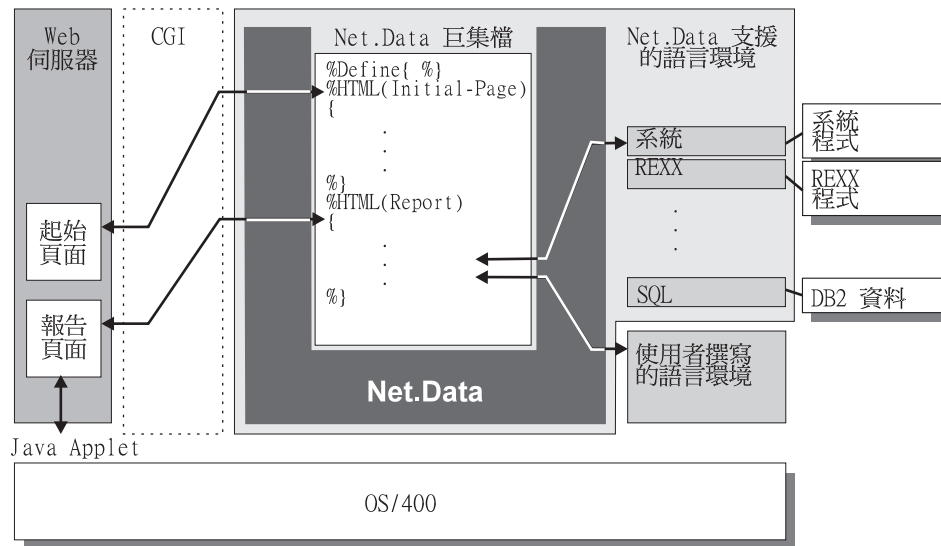 Web
伺服器
CGI
Net.Data 巨集檔
Net.Data 支援
的語言環境
%Define{ %}
%HTML(Initial-Page)
{
.
.
.
%}
%HTML(Report)
{
.
.
.
%}
系統
REXX
.
.
.
SQL
系統
程式
REXX
程式
DB2 資料
使用者撰寫
的語言環境
起始
頁面
報告
頁面
Net.Data
Java Applet
OS/400